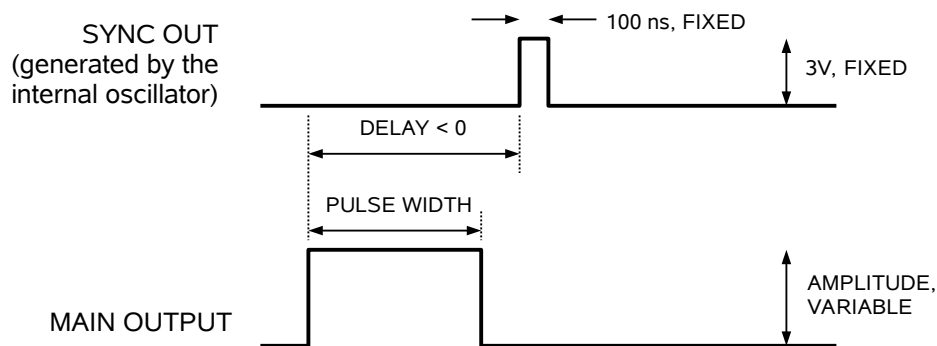 100 ns, FIXED
SYNC OUT
(generated by the
internal oscillator)
3V, FIXED
DELAY < 0
PULSE WIDTH
AMPLITUDE,
VARIABLE
MAIN OUTPUT